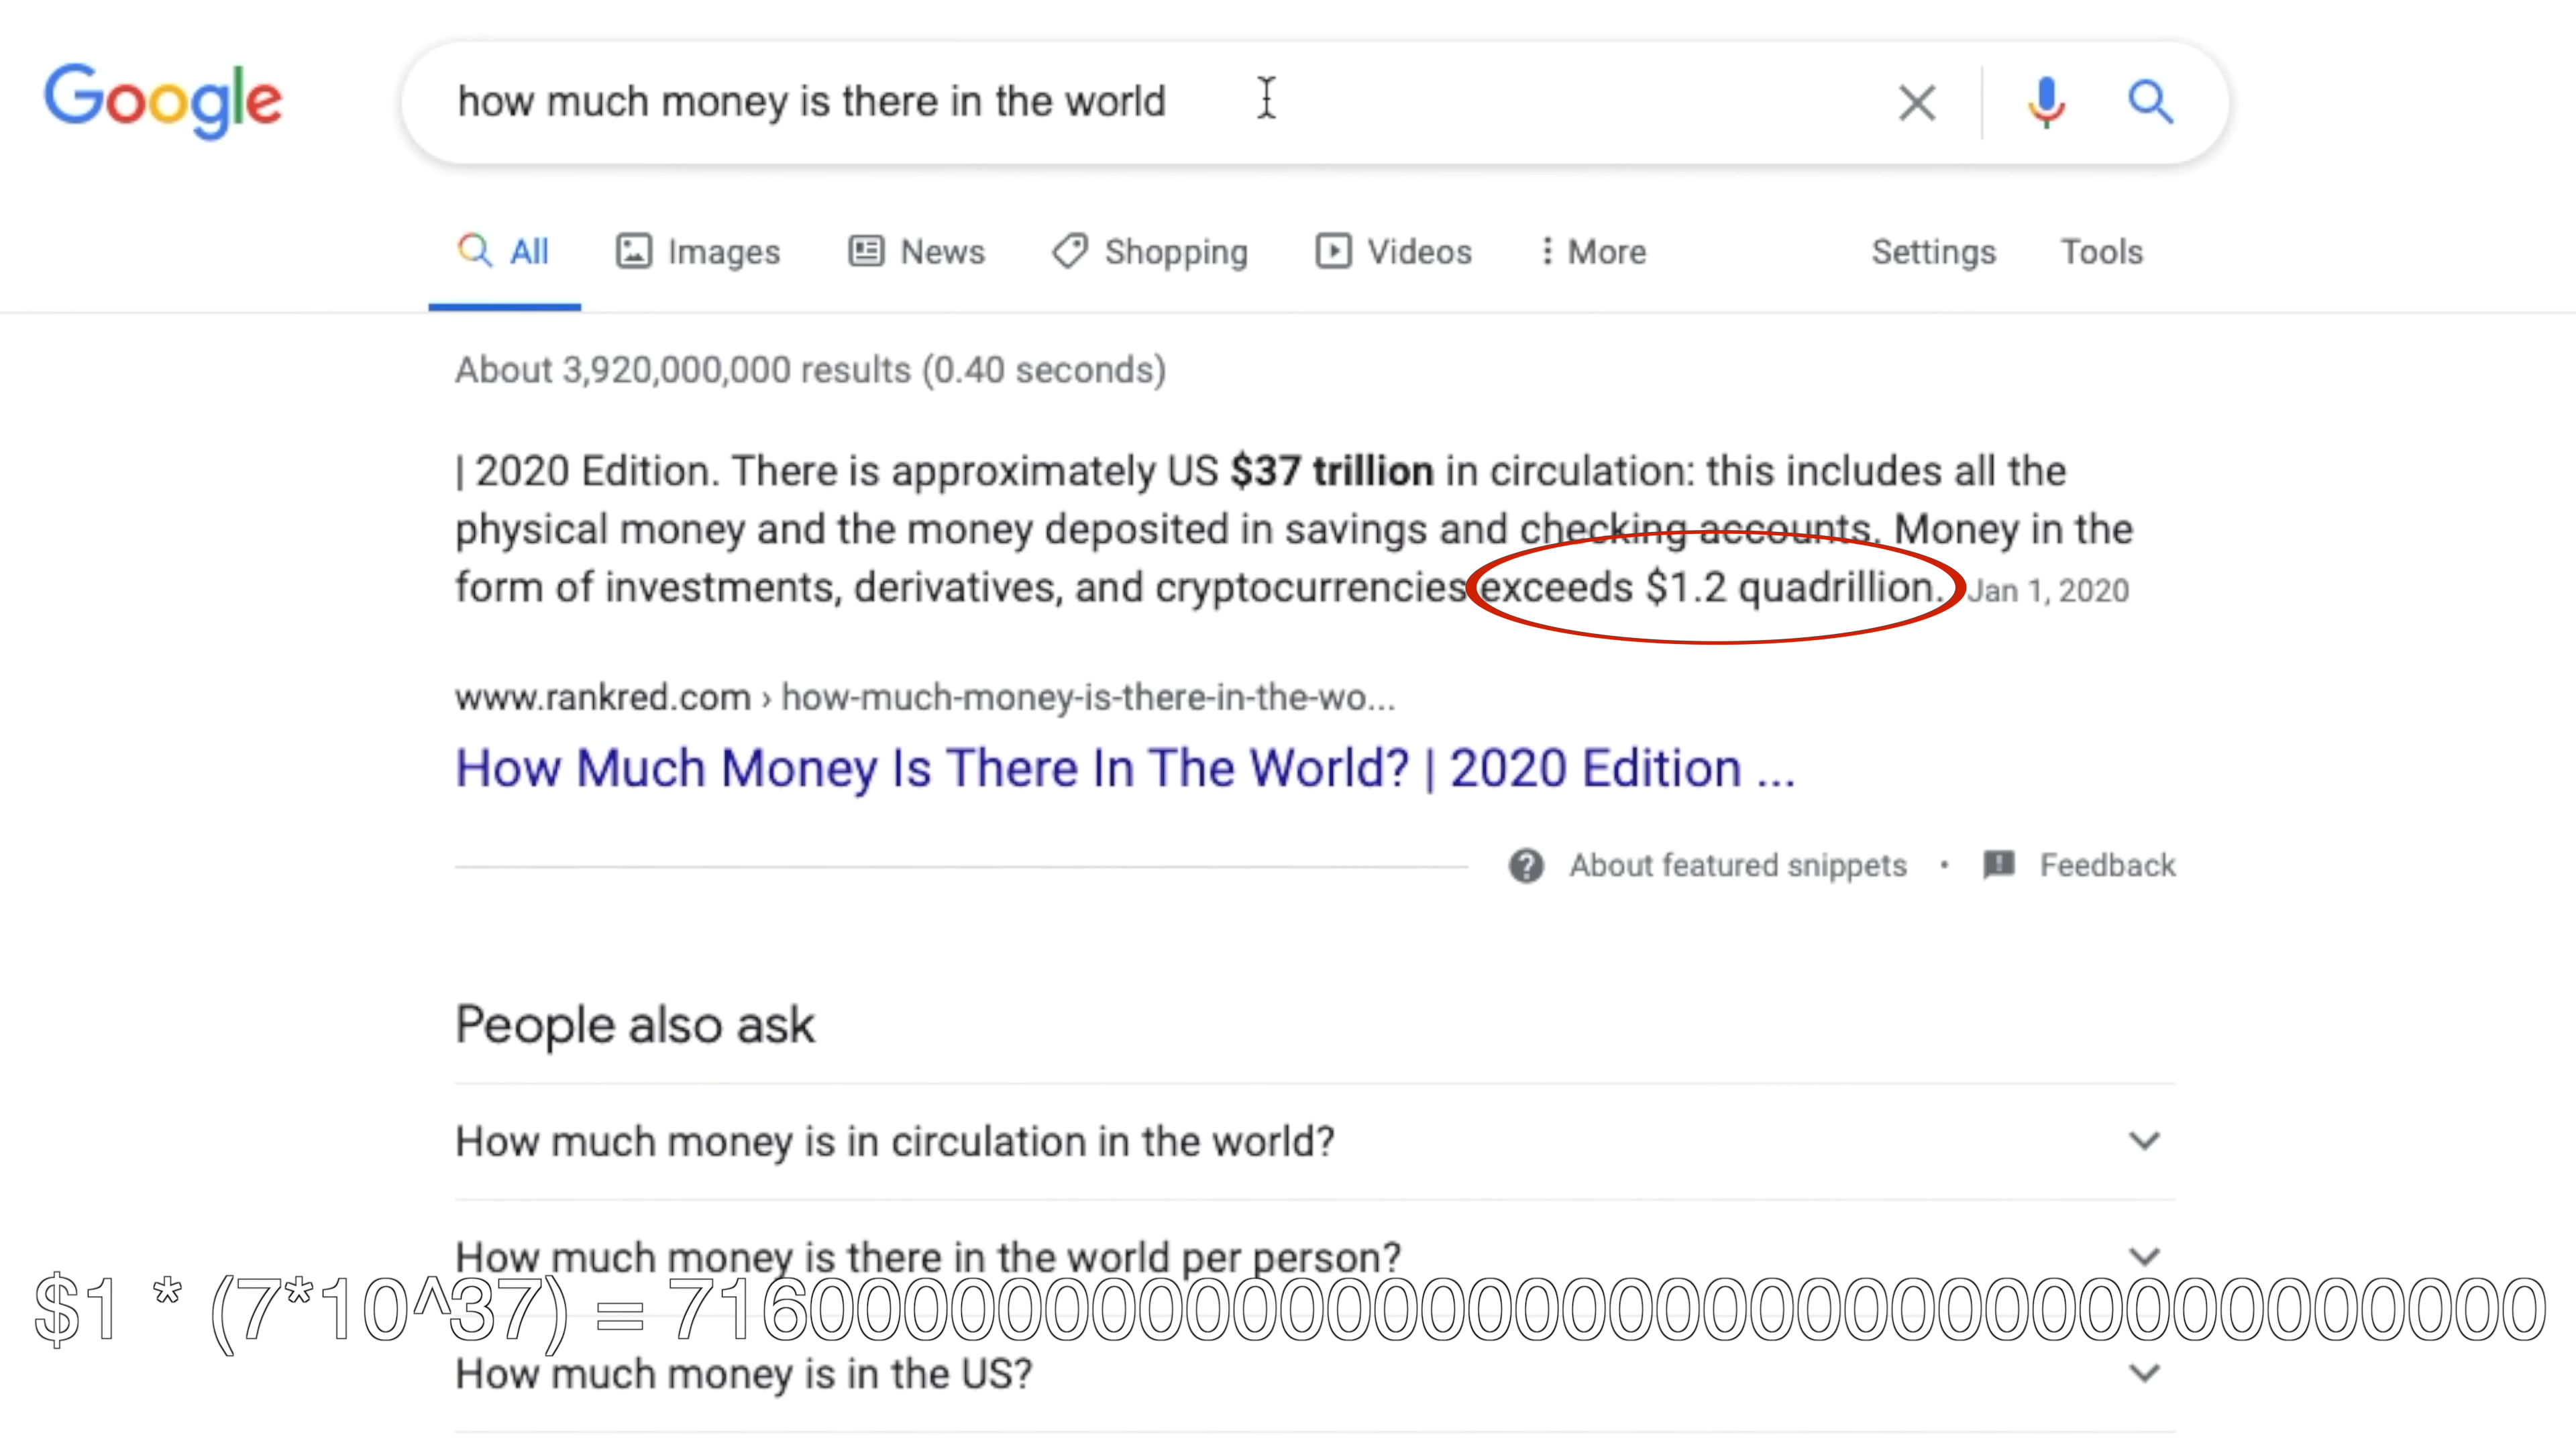 Google
how much money is there in the world
All Images News Shopping Videos More Settings Tools
About 3,920,000,000 results (0.40 seconds)
| 2020 Edition. There is approximately US $37 trillion in circulation: this includes all the
physical money and the money deposited in savings and checking accounts. Money in the
form of investments, derivatives, and cryptocurrencies exceeds $1.2 quadrillion. Jan 1, 2020
www.rankred.com › how-much-money-is-there-in-the-wo...
How Much Money Is There In The World? | 2020 Edition ...
About featured snippets • Feedback
People also ask
How much money is in circulation in the world?
How much money is there in the world per person?
$1 * (7*10^37) = 7160000000000000000000000000000000000000
How much money is in the US?